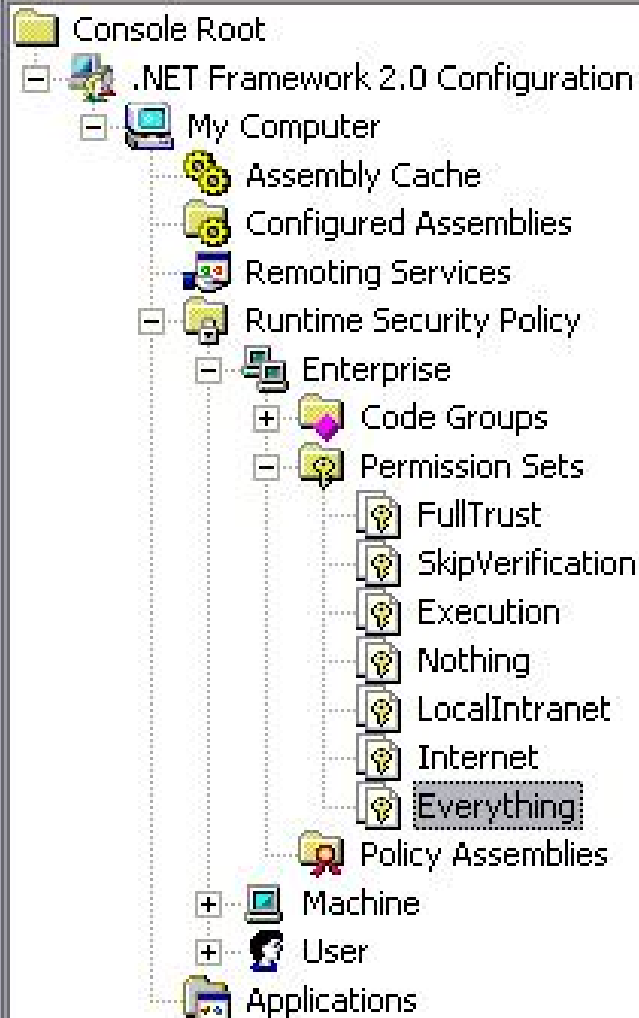 Console Root
.NET Framework 2.0 Configuration
My Computer
Assembly Cache
Configured Assemblies
Remoting Services
Runtime Security Policy
Enterprise
Code Groups
Permission Sets
FullTrust
SkipVerification
Execution
Nothing
LocalIntranet
Internet
Everything
Policy Assemblies
Machine
User
Applications